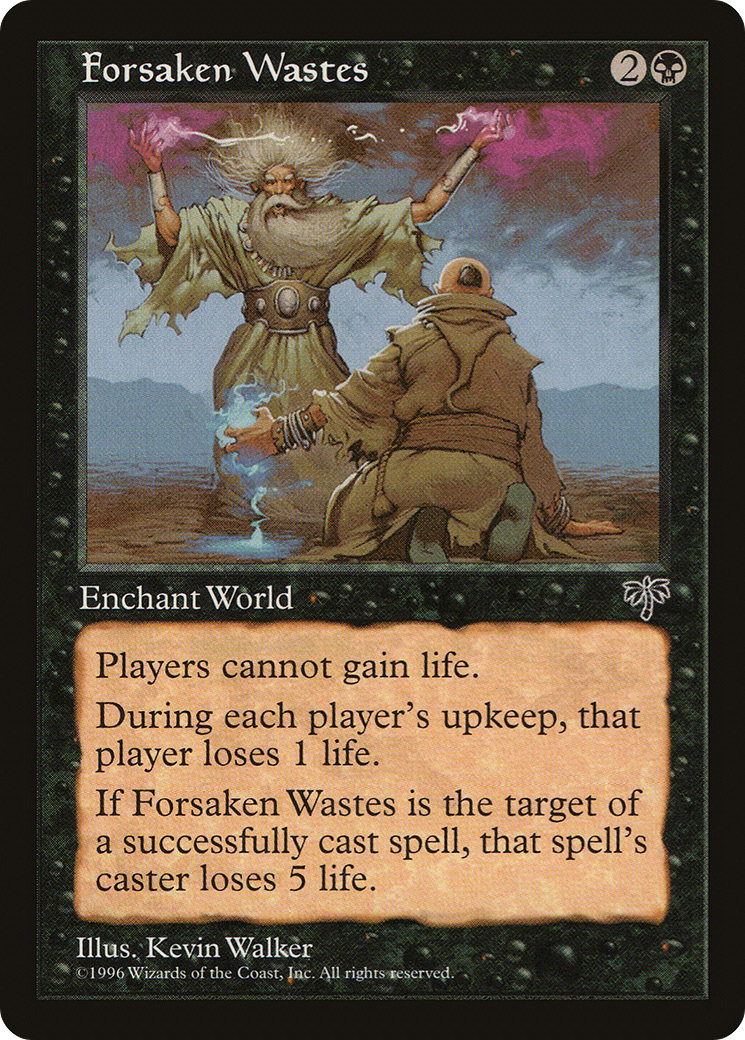 Forsaken Wastes 2
Enchant World
Players cannot gain life.
During each player's upkeep, that
player loses 1 life.
If Forsaken Wastes is the target of
a successfully cast spell, that spell's
caster loses 5 life.
Illus. Kevin Walker
©1996 Wizards of the Coast, Inc. All rights reserved.